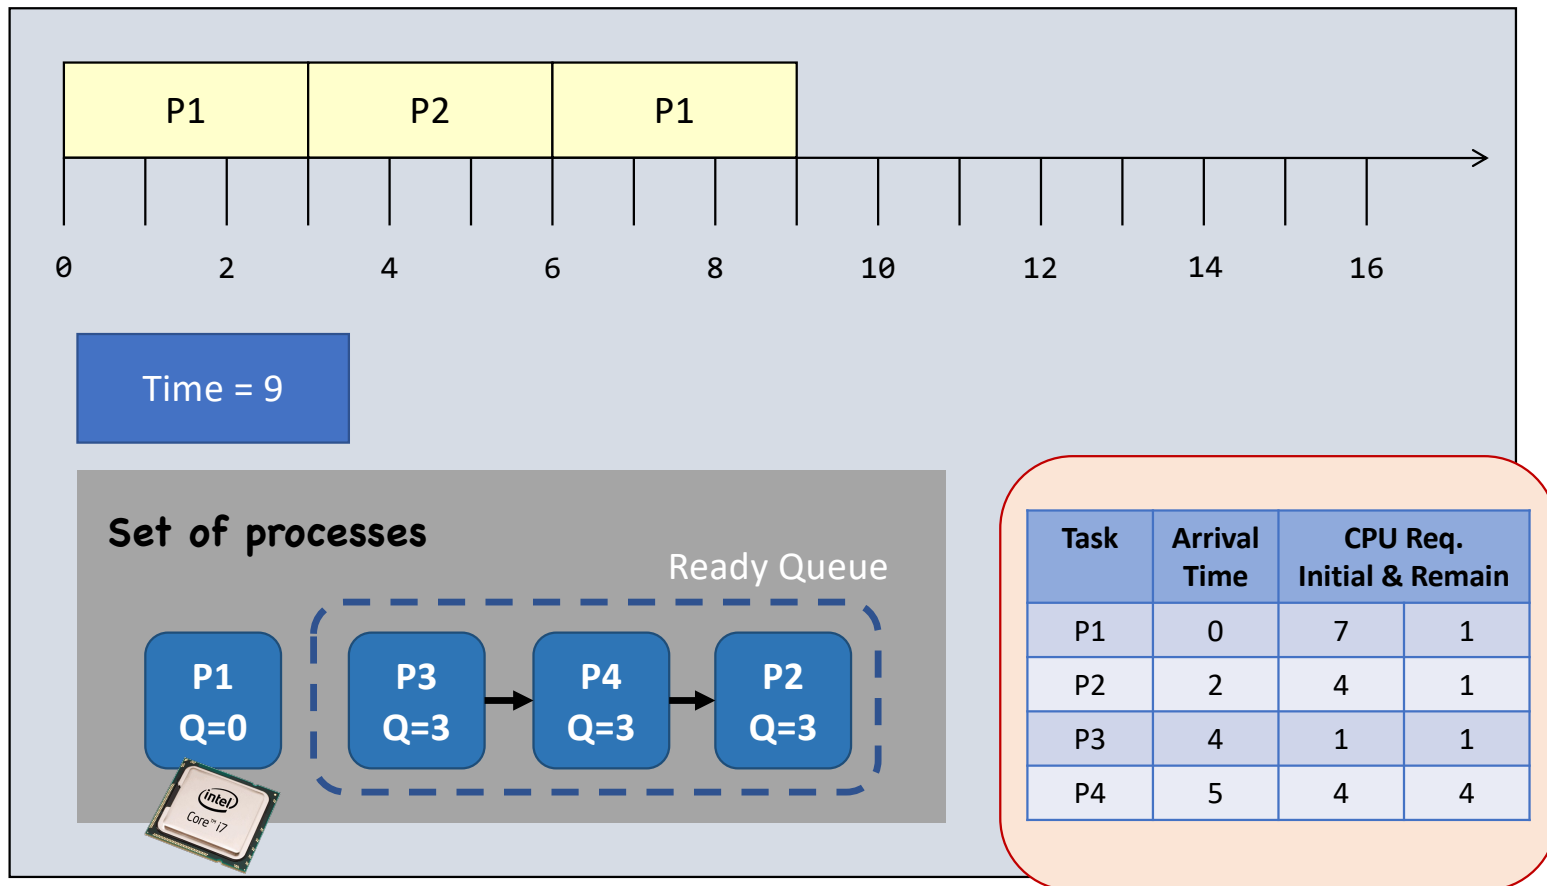 P1 P2 P1
0 2 4 6 8 10 12 14 16
Time = 9
Set of processes
Ready Queue
P1
Q=0
P3
Q=3
P4
Q=3
P2
Q=3
intel
Core™ i7
Task Arrival Time CPU Req. Initial & Remain
P1 0 7 1
P2 2 4 1
P3 4 1 1
P4 5 4 4